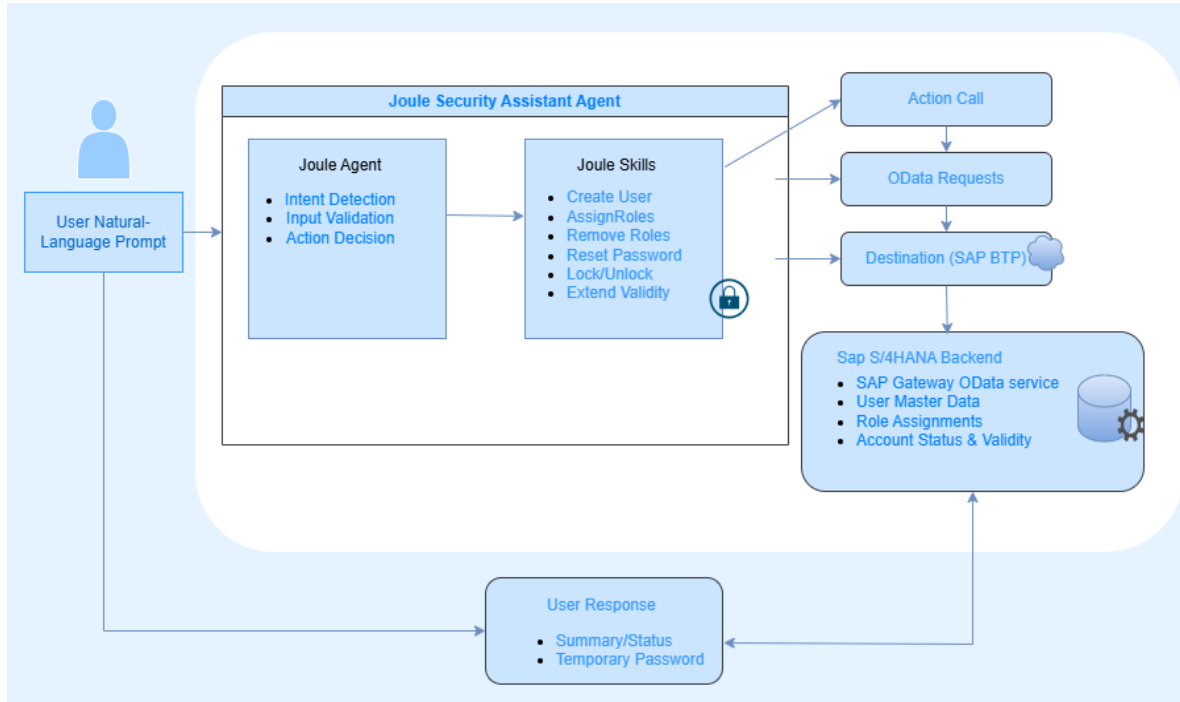 Joule Security Assistant Agent
User Natural-
Language Prompt
Joule Agent
Intent Detection
Input Validation
Action Decision
Joule Skills
Create User
AssignRoles
Remove Roles
Reset Password
Lock/Unlock
Extend Validity
Action Call
OData Requests
Destination (SAP BTP)
Sap S/4HANA Backend
SAP Gateway OData service
User Master Data
Role Assignments
Account Status & Validity
User Response
Summary/Status
Temporary Password